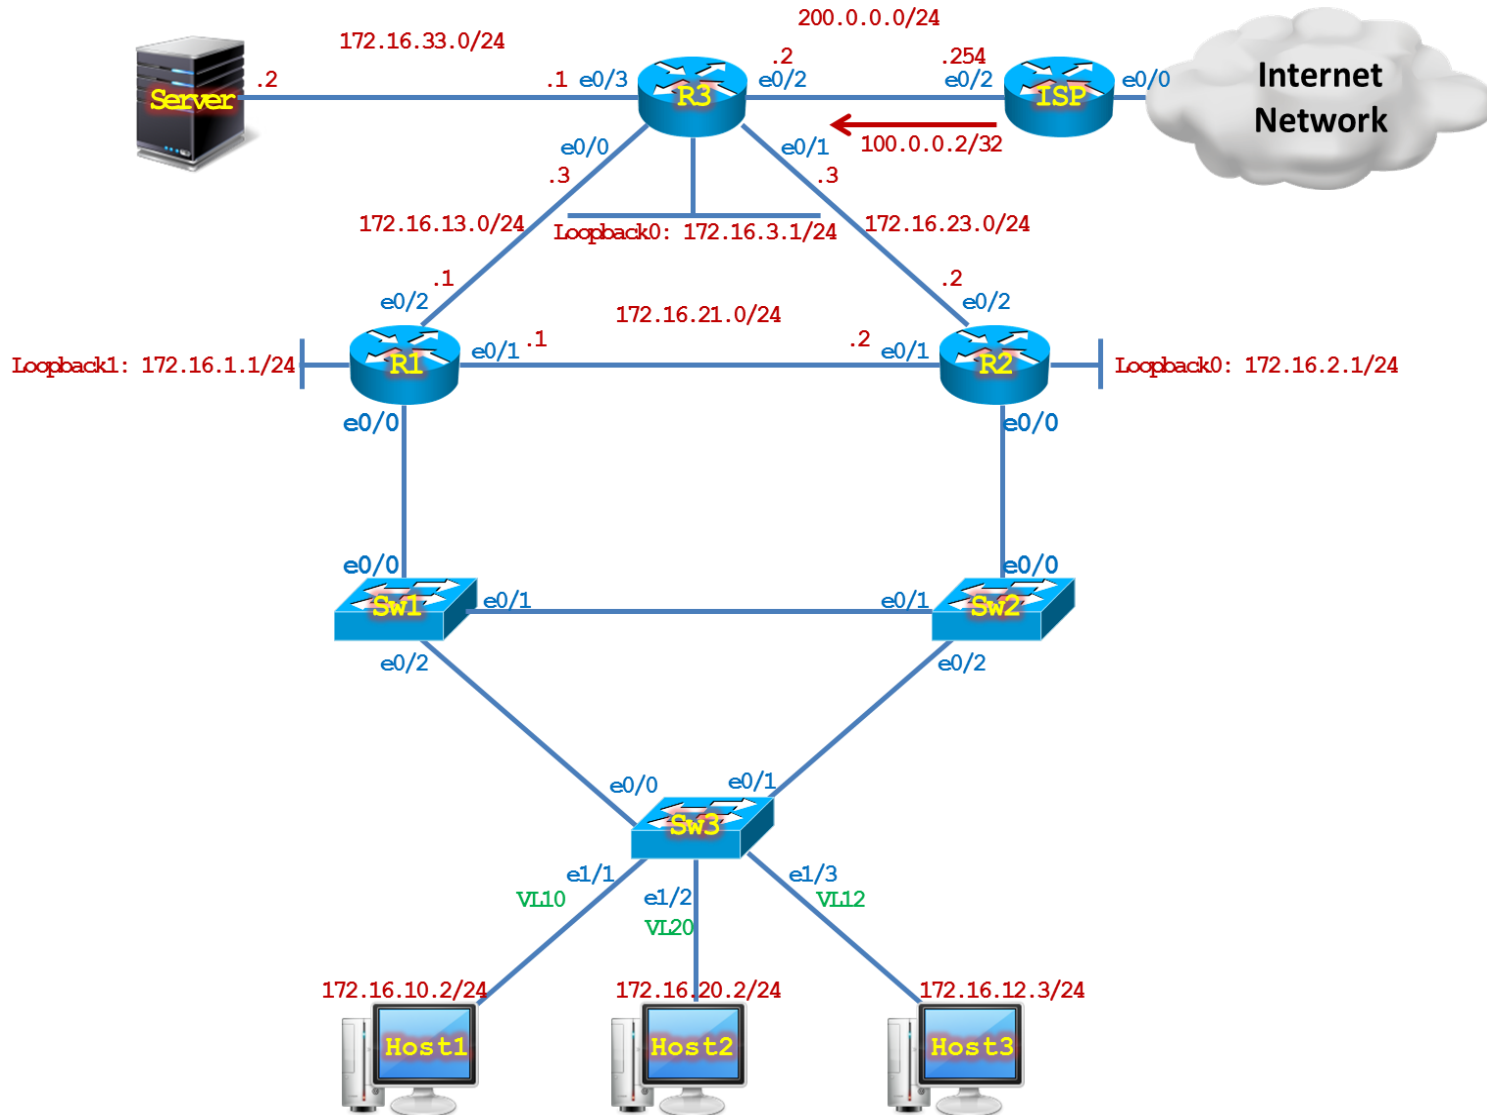 200.0.0.0/24
172.16.33.0/24
Internet
Network
.2
.1
e0/3
R3
.2
e0/2
.254
e0/2
ISP
e0/0
Server
100.0.0.2/32
e0/0
e0/1
.3
.3
172.16.13.0/24
Loopback0: 172.16.3.1/24
172.16.23.0/24
.1
.2
e0/2
e0/2
172.16.21.0/24
Loopback1: 172.16.1.1/24
R1
e0/1
.1
.2
e0/1
R2
Loopback0: 172.16.2.1/24
e0/0
e0/0
e0/0
e0/0
Sw1
e0/1
e0/1
Sw2
e0/2
e0/2
e0/0
e0/1
Sw3
e1/1
e1/2
e1/3
VL10
VL20
VL12
172.16.10.2/24
172.16.20.2/24
172.16.12.3/24
Host1
Host2
Host3